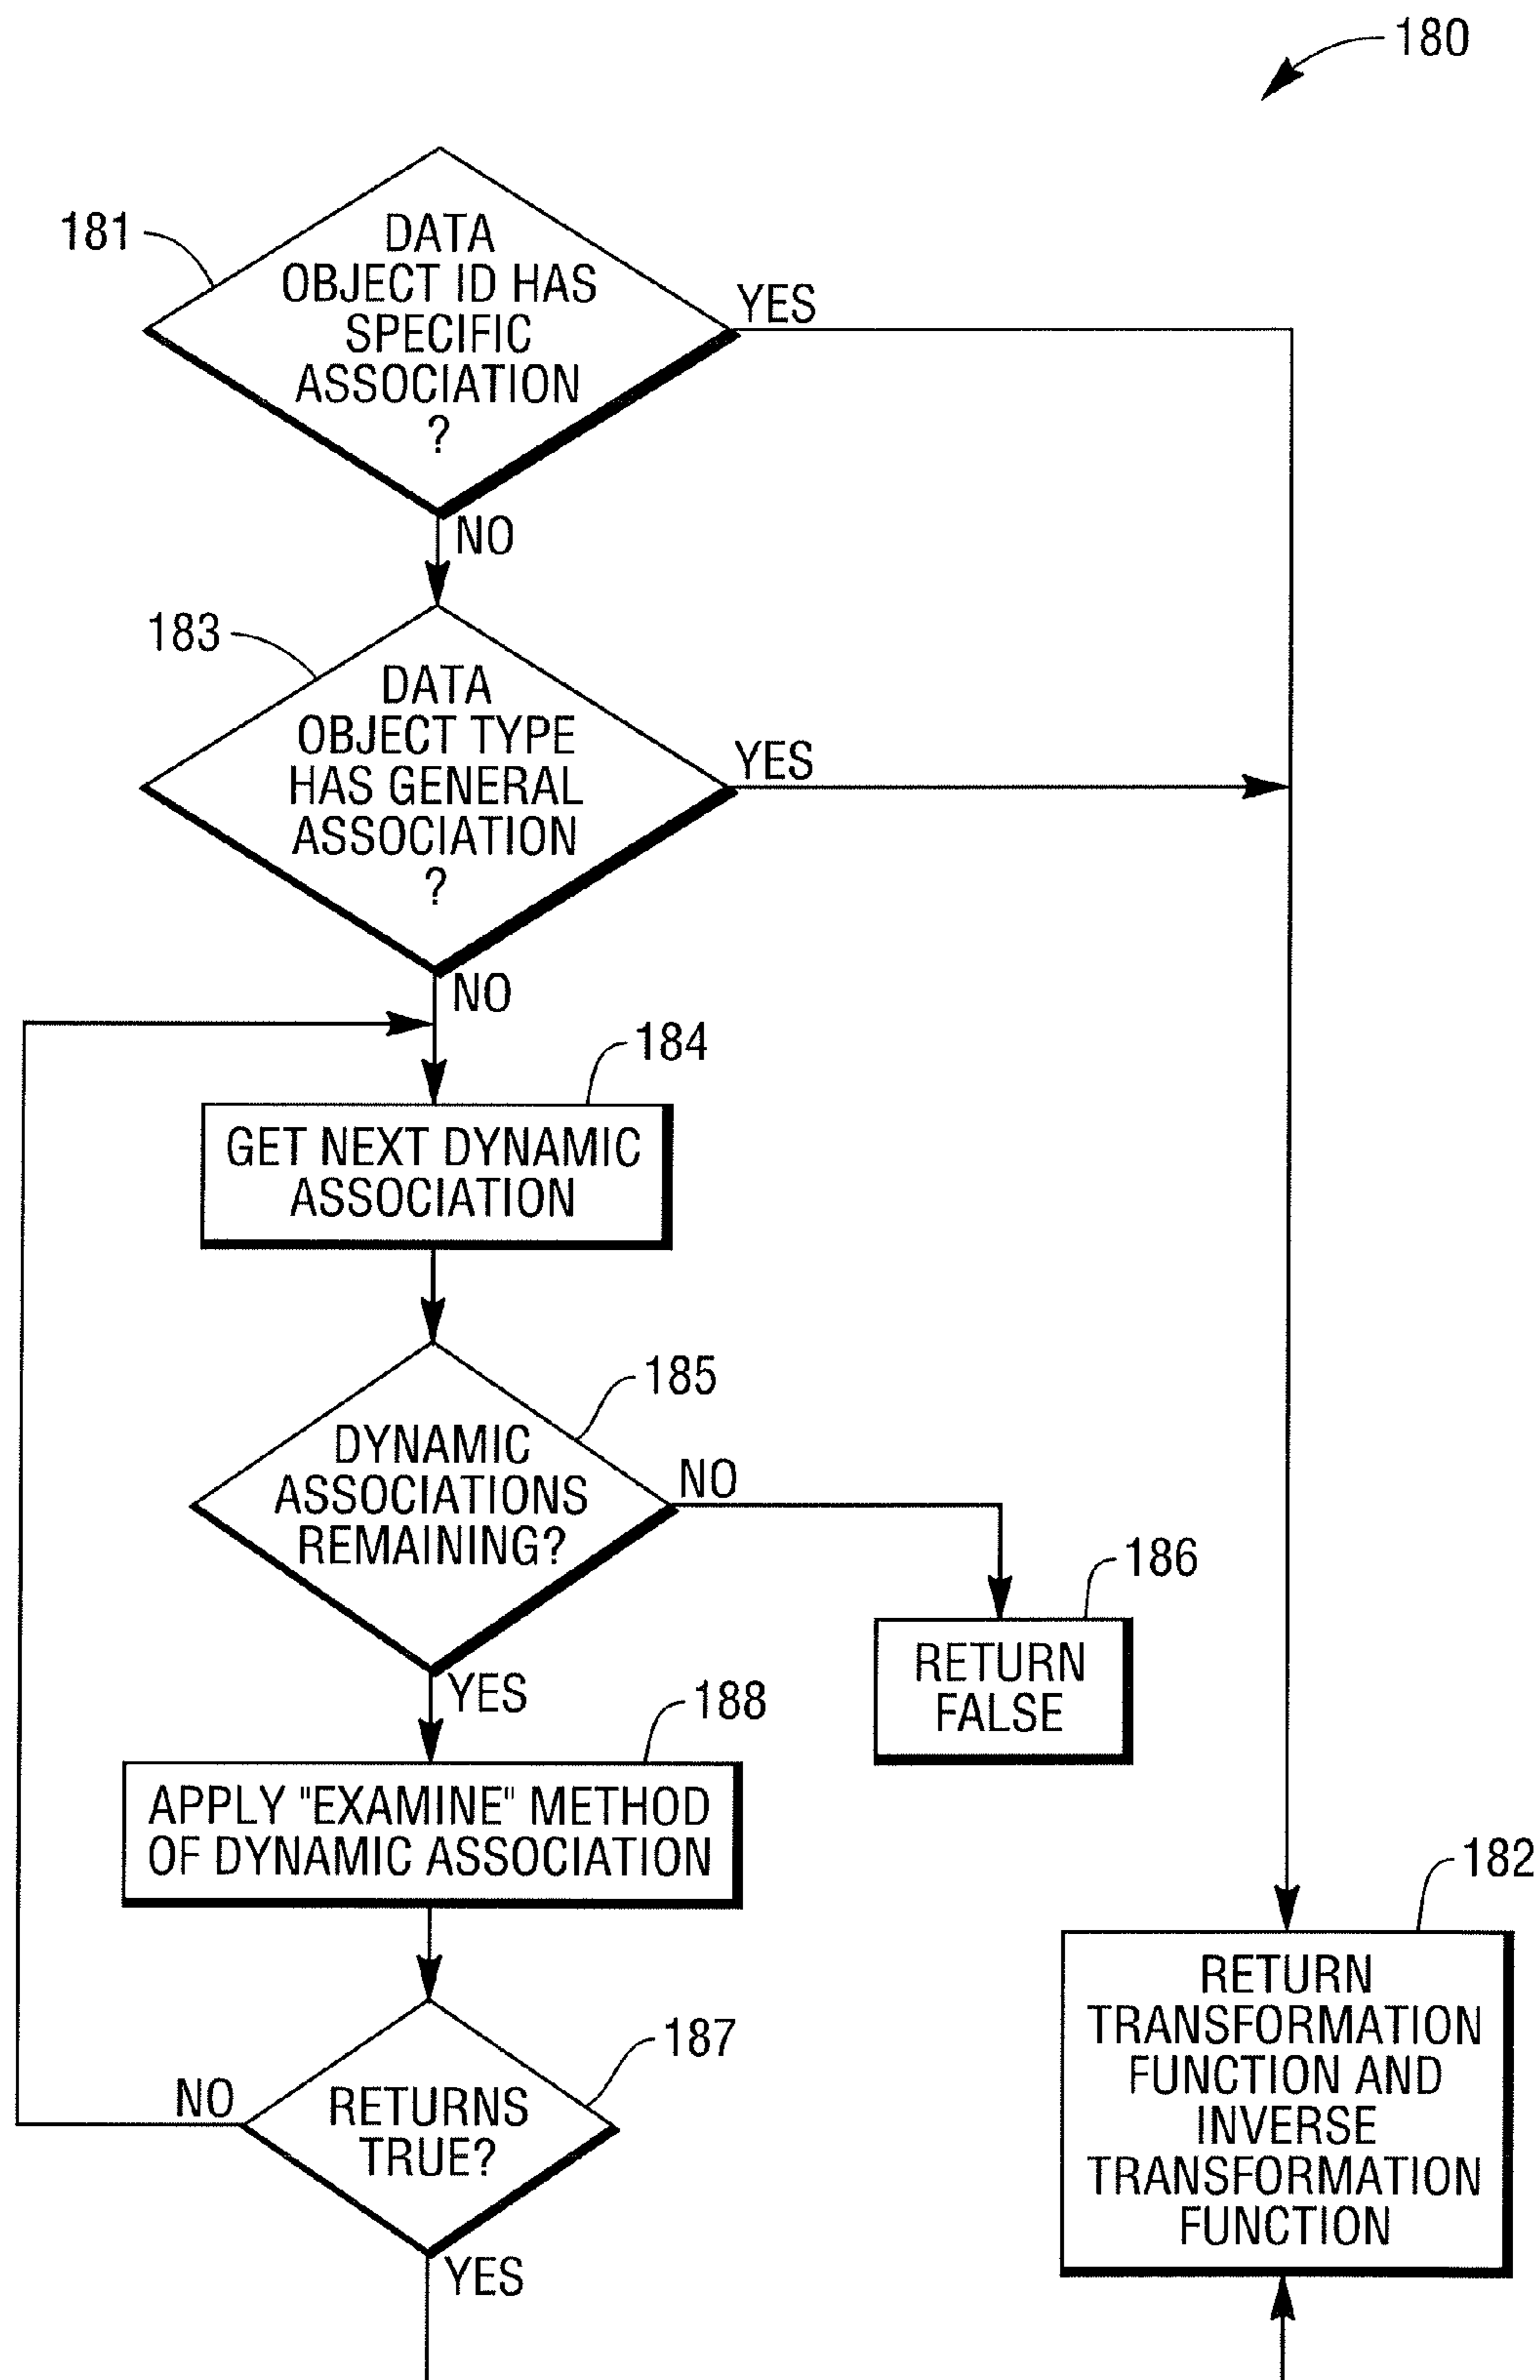 180
181
DATA
OBJECT ID HAS
SPECIFIC
ASSOCIATION
?
YES
NO
183
DATA
OBJECT TYPE
HAS GENERAL
ASSOCIATION
?
YES
NO
184
GET NEXT DYNAMIC
ASSOCIATION
185
DYNAMIC
ASSOCIATIONS
REMAINING?
NO
186
RETURN
FALSE
YES
188
APPLY "EXAMINE" METHOD
OF DYNAMIC ASSOCIATION
182
RETURN
TRANSFORMATION
FUNCTION AND
INVERSE
TRANSFORMATION
FUNCTION
187
NO
RETURNS
TRUE?
YES